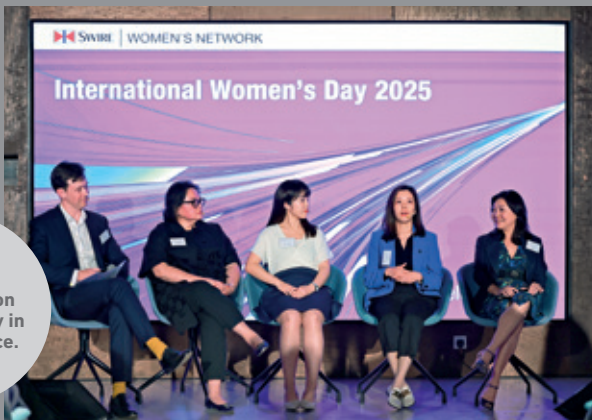 SWIRE | WOMEN'S NETWORK
International Women's Day 2025
on
y in
ce.